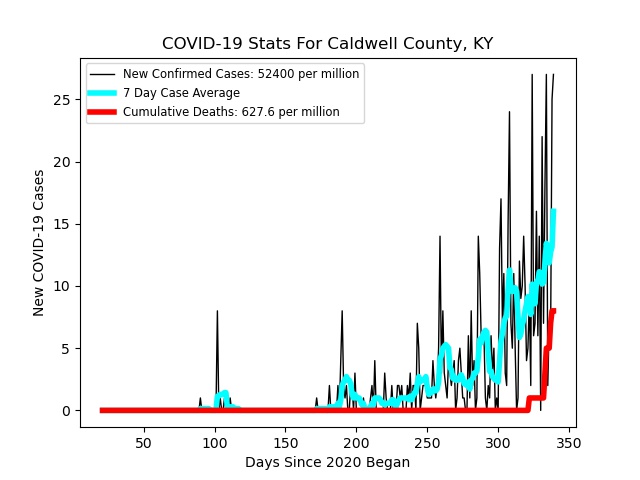 COVID-19 Stats For Caldwell County, KY
New Confirmed Cases: 52400 per million
7 Day Case Average
Cumulative Deaths: 627.6 per million
New COVID-19 Cases
25
20
15
10
5
0
50
100
150
200
250
300
350
Days Since 2020 Began